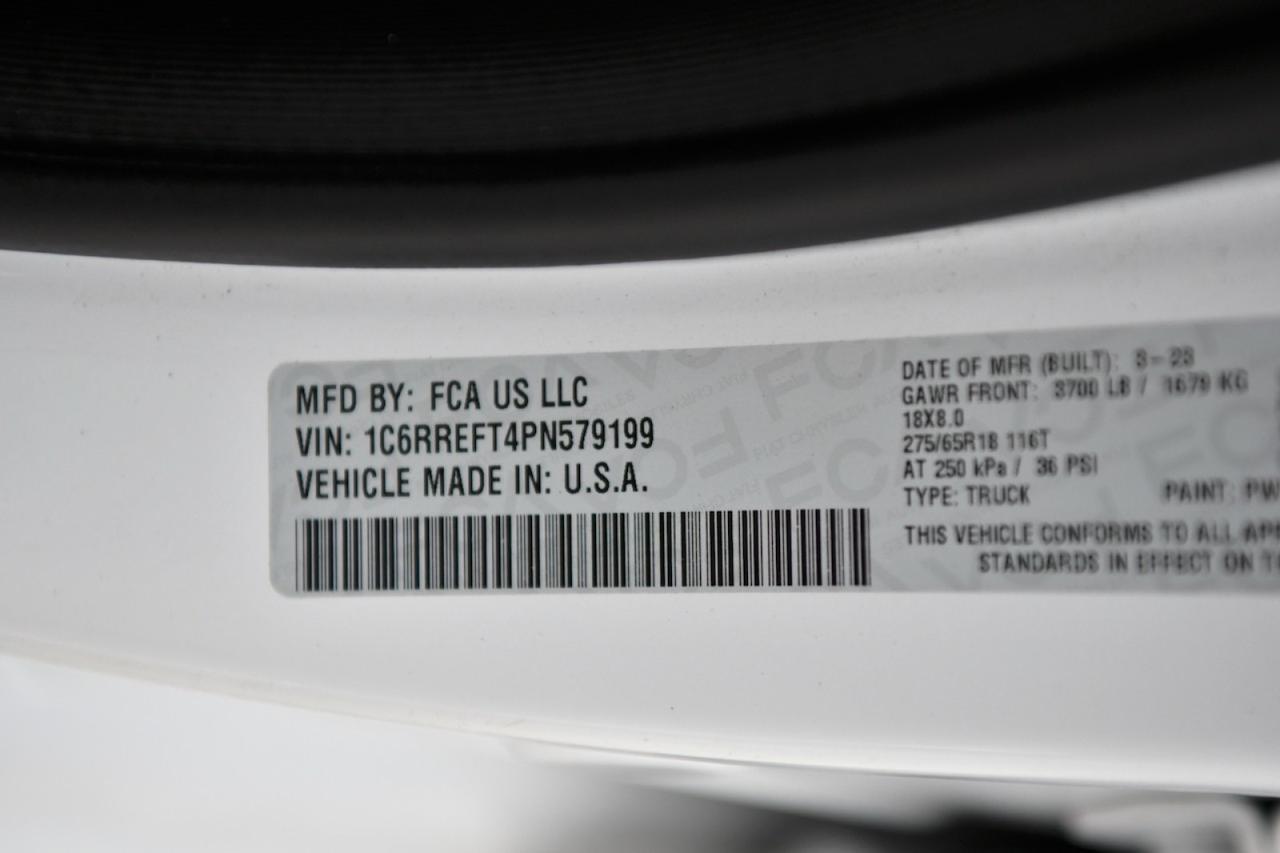 MFD BY: FCA US LLC
VIN: 1C6RREFT4PN579199
VEHICLE MADE IN: U.S.A.
DATE OF MFR (BUILT): 3-23
GAWR FRONT: 3700 LB / 1679 KG
18X8.0
275/65R18 116T
AT 250 kPa / 36 PSI
TYPE: TRUCK PAINT: PW
THIS VEHICLE CONFORMS TO ALL
STANDARDS IN EFFECT ON